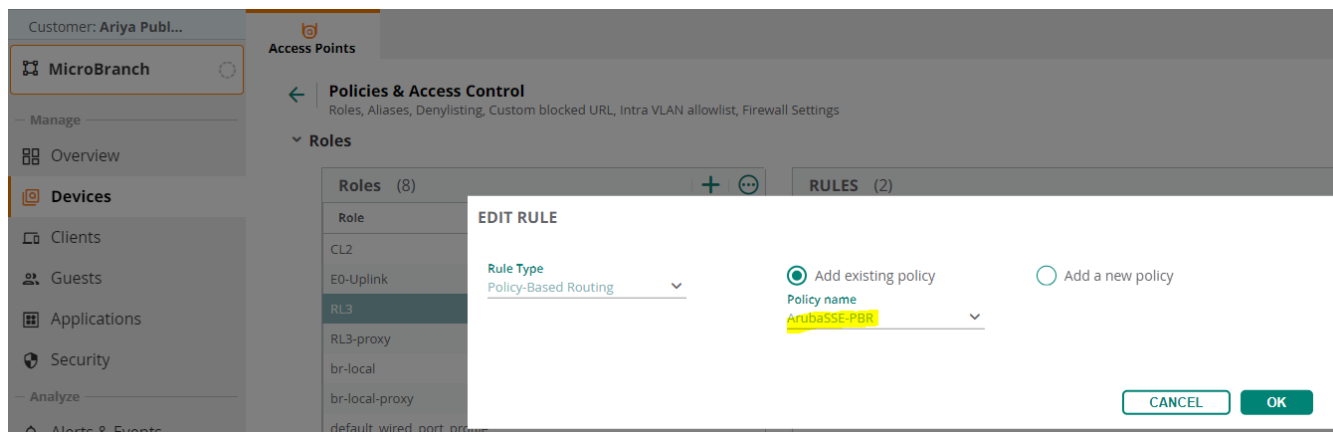 Customer: Ariya Publ...
MicroBranch
Manage
Overview
Devices
Clients
Guests
Applications
Security
Analyze
Alerts & Events
Access Points
Policies & Access Control
Roles, Aliases, Denylisting, Custom blocked URL, Intra VLAN allowlist, Firewall Settings
Roles
Roles (8)
Role
CL2
E0-Uplink
RL3
RL3-proxy
br-local
br-local-proxy
default_wired_port_profile
RULES (2)
EDIT RULE
Rule Type
Policy-Based Routing
Add existing policy
Add a new policy
Policy name
ArubaSSE-PBR
CANCEL
OK